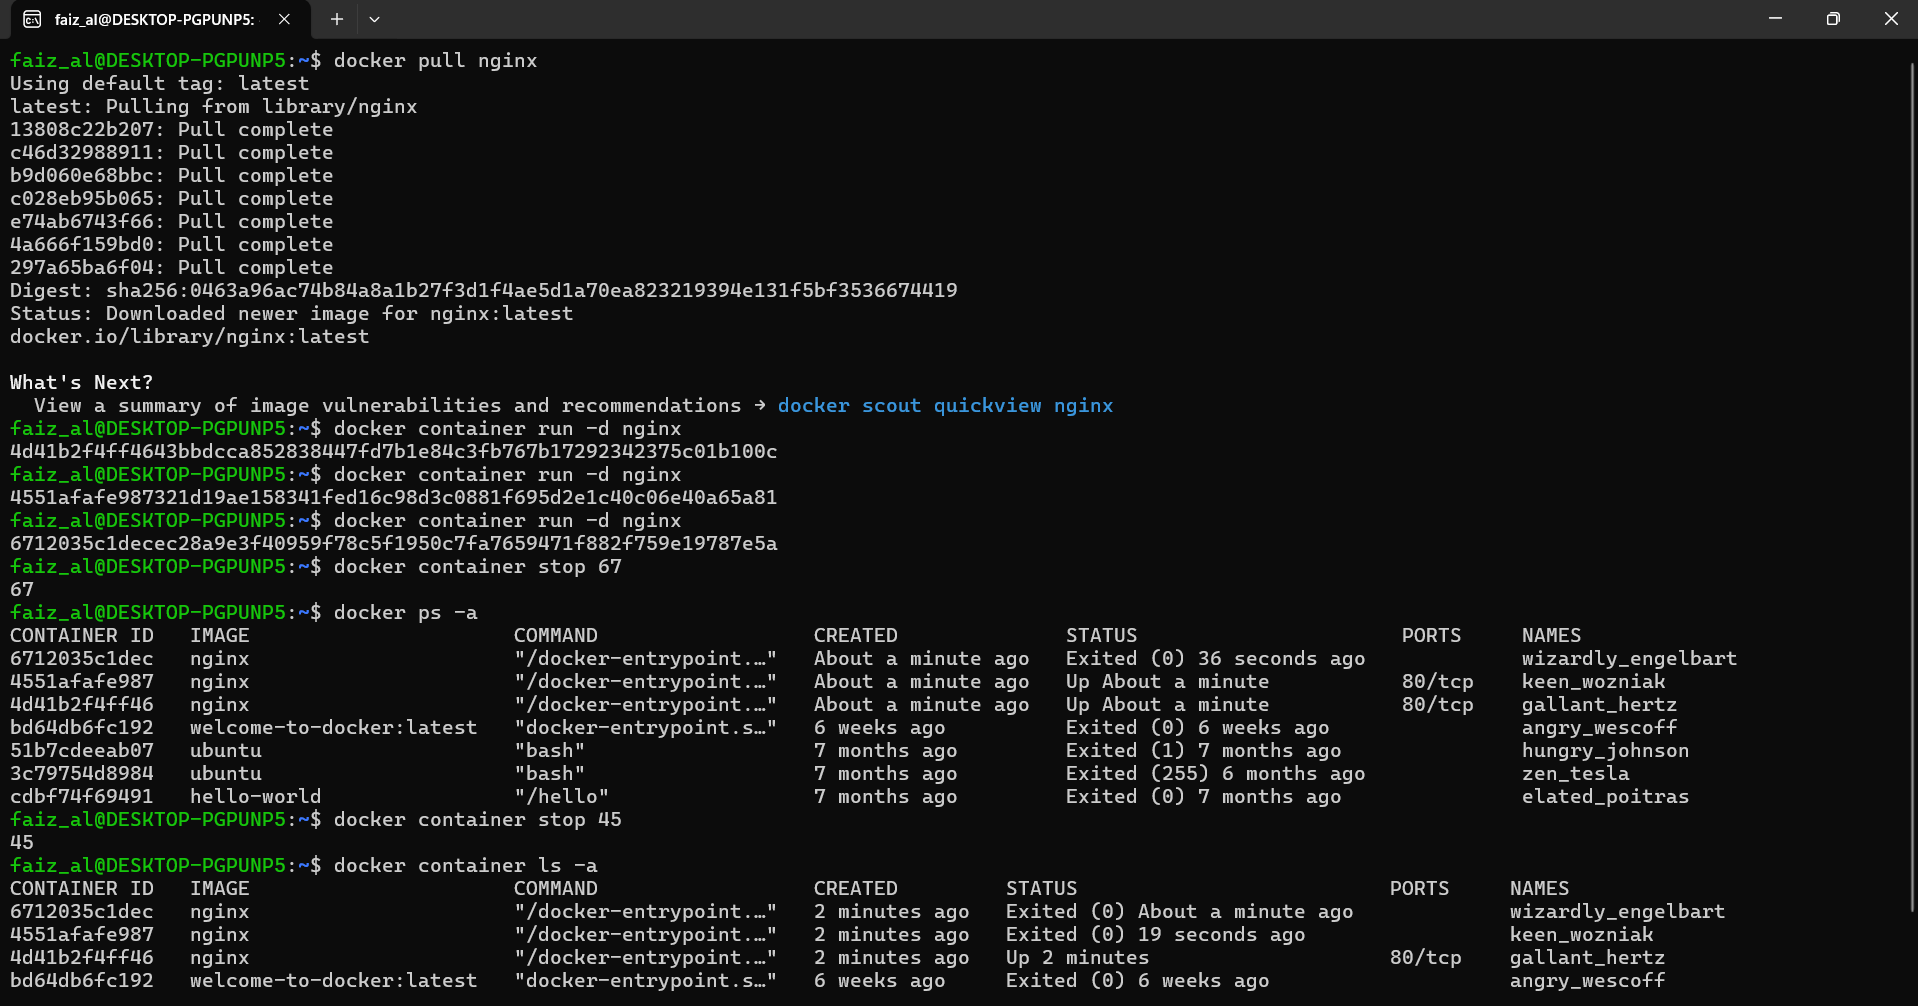 faiz_al@DESKTOP-PGPUNP5:
faiz_al@DESKTOP-PGPUNP5:~$ docker pull nginx
Using default tag: latest
latest: Pulling from library/nginx
13808c22b207: Pull complete
c46d32988911: Pull complete
b9d060e68bbc: Pull complete
c028eb95b065: Pull complete
e74ab6743f66: Pull complete
4a666f159bd0: Pull complete
297a65ba6f04: Pull complete
Digest: sha256:0463a96ac74b84a8a1b27f3d1f4ae5d1a70ea823219394e131f5bf3536674419
Status: Downloaded newer image for nginx:latest
docker.io/library/nginx:latest
What's Next?
View a summary of image vulnerabilities and recommendations → docker scout quickview nginx
faiz_al@DESKTOP-PGPUNP5:~$ docker container run -d nginx
4d41b2f4ff4643bbdcca852838447fd7b1e84c3fb767b17292342375c01b100c
faiz_al@DESKTOP-PGPUNP5:~$ docker container run -d nginx
4551afafe987321d19ae158341fed16c98d3c0881f695d2e1c40c06e40a65a81
faiz_al@DESKTOP-PGPUNP5:~$ docker container run -d nginx
6712035c1decec28a9e3f40959f78c5f1950c7fa7659471f882f759e19787e5a
faiz_al@DESKTOP-PGPUNP5:~$ docker container stop 67
67
faiz_al@DESKTOP-PGPUNP5:~$ docker ps -a
CONTAINER ID   IMAGE                      COMMAND                  CREATED              STATUS                      PORTS     NAMES
6712035c1dec   nginx                      "/docker-entrypoint.…"   About a minute ago   Exited (0) 36 seconds ago             wizardly_engelbart
4551afafe987   nginx                      "/docker-entrypoint.…"   About a minute ago   Up About a minute           80/tcp    keen_wozniak
4d41b2f4ff46   nginx                      "/docker-entrypoint.…"   About a minute ago   Up About a minute           80/tcp    gallant_hertz
bd64db6fc192   welcome-to-docker:latest   "docker-entrypoint.s…"   6 weeks ago          Exited (0) 6 weeks ago                angry_wescoff
51b7cdeeab07   ubuntu                     "bash"                   7 months ago         Exited (1) 7 months ago               hungry_johnson
3c79754d8984   ubuntu                     "bash"                   7 months ago         Exited (255) 6 months ago             zen_tesla
cdbf74f69491   hello-world                "/hello"                 7 months ago         Exited (0) 7 months ago               elated_poitras
faiz_al@DESKTOP-PGPUNP5:~$ docker container stop 45
45
faiz_al@DESKTOP-PGPUNP5:~$ docker container ls -a
CONTAINER ID   IMAGE                      COMMAND                  CREATED         STATUS                          PORTS     NAMES
6712035c1dec   nginx                      "/docker-entrypoint.…"   2 minutes ago   Exited (0) About a minute ago             wizardly_engelbart
4551afafe987   nginx                      "/docker-entrypoint.…"   2 minutes ago   Exited (0) 19 seconds ago                 keen_wozniak
4d41b2f4ff46   nginx                      "/docker-entrypoint.…"   2 minutes ago   Up 2 minutes                    80/tcp    gallant_hertz
bd64db6fc192   welcome-to-docker:latest   "docker-entrypoint.s…"   6 weeks ago     Exited (0) 6 weeks ago                    angry_wescoff